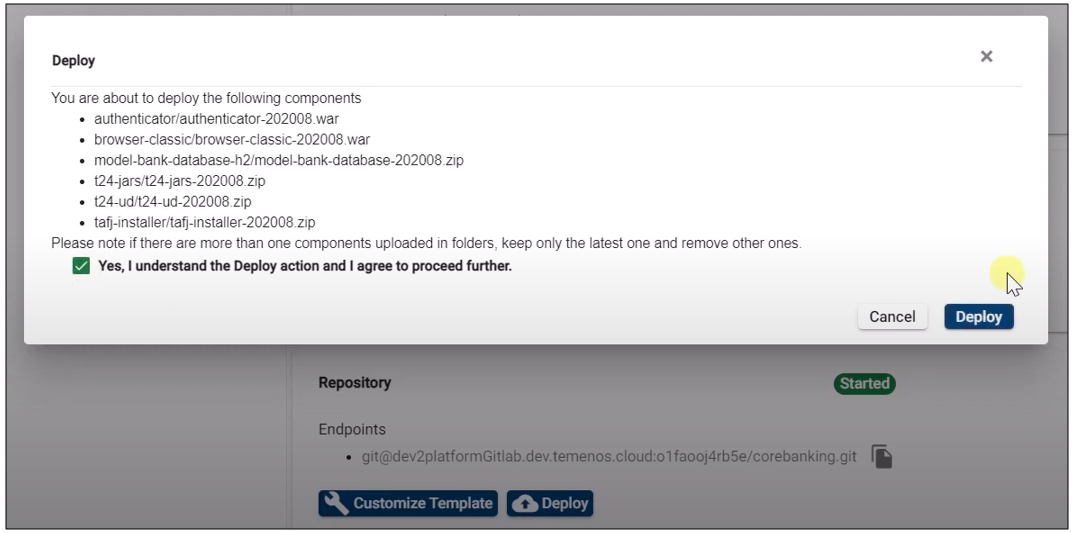 Deploy
You are about to deploy the following components
authenticator/authenticator-202008.war
browser-classic/browser-classic-202008.war
model-bank-database-h2/model-bank-database-202008.zip
t24-jars/t24-jars-202008.zip
t24-ud/t24-ud-202008.zip
tafj-installer/tafj-installer-202008.zip
Please note if there are more than one components uploaded in folders, keep only the latest one and remove other ones.
Yes, I understand the Deploy action and I agree to proceed further.
Cancel Deploy
Repository Started
Endpoints
git@dev2platformGitlab.dev.temenos.cloud:o1faooj4rb5e/corebanking.git
Customize Template Deploy